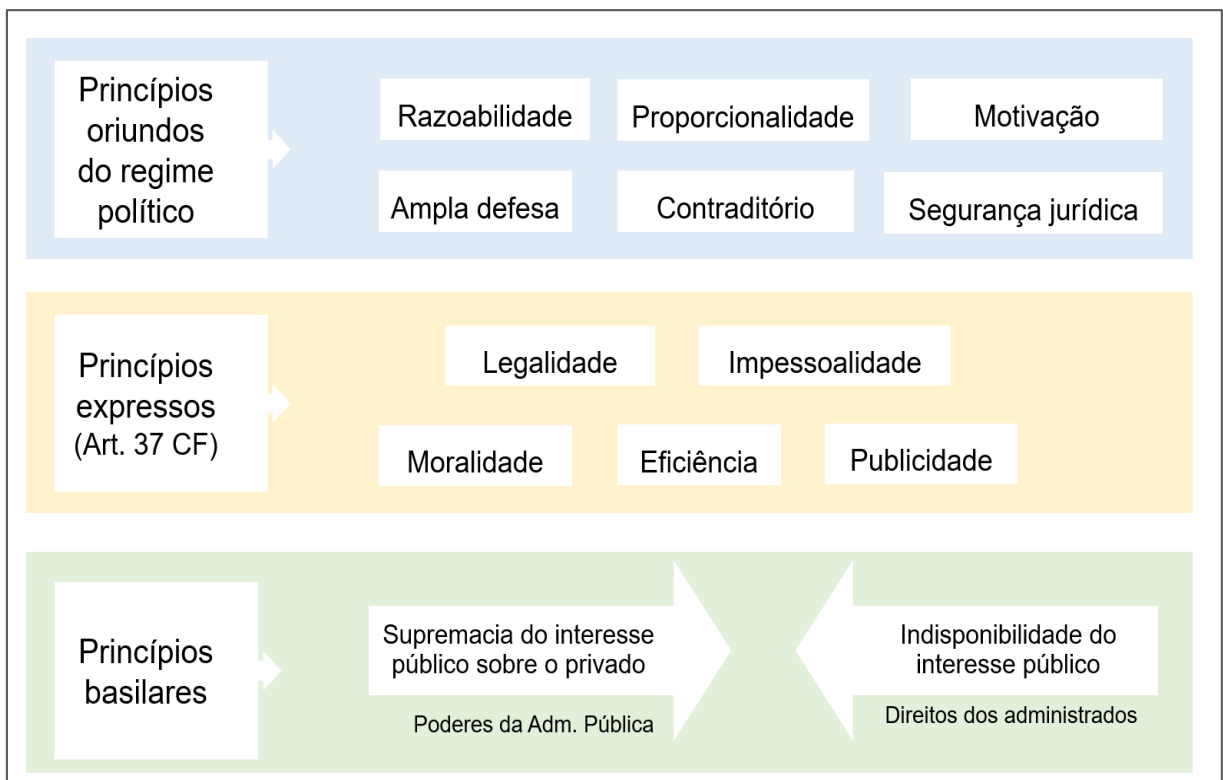 Princípios
oriundos
do regime
político
Razoabilidade
Proporcionalidade
Motivação
Ampla defesa
Contraditório
Segurança jurídica
Princípios
expressos
(Art. 37 CF)
Legalidade
Impessoalidade
Moralidade
Eficiência
Publicidade
Princípios
basilares
Supremacia do interesse
público sobre o privado
Poderes da Adm. Pública
Indisponibilidade do
interesse público
Direitos dos administrados